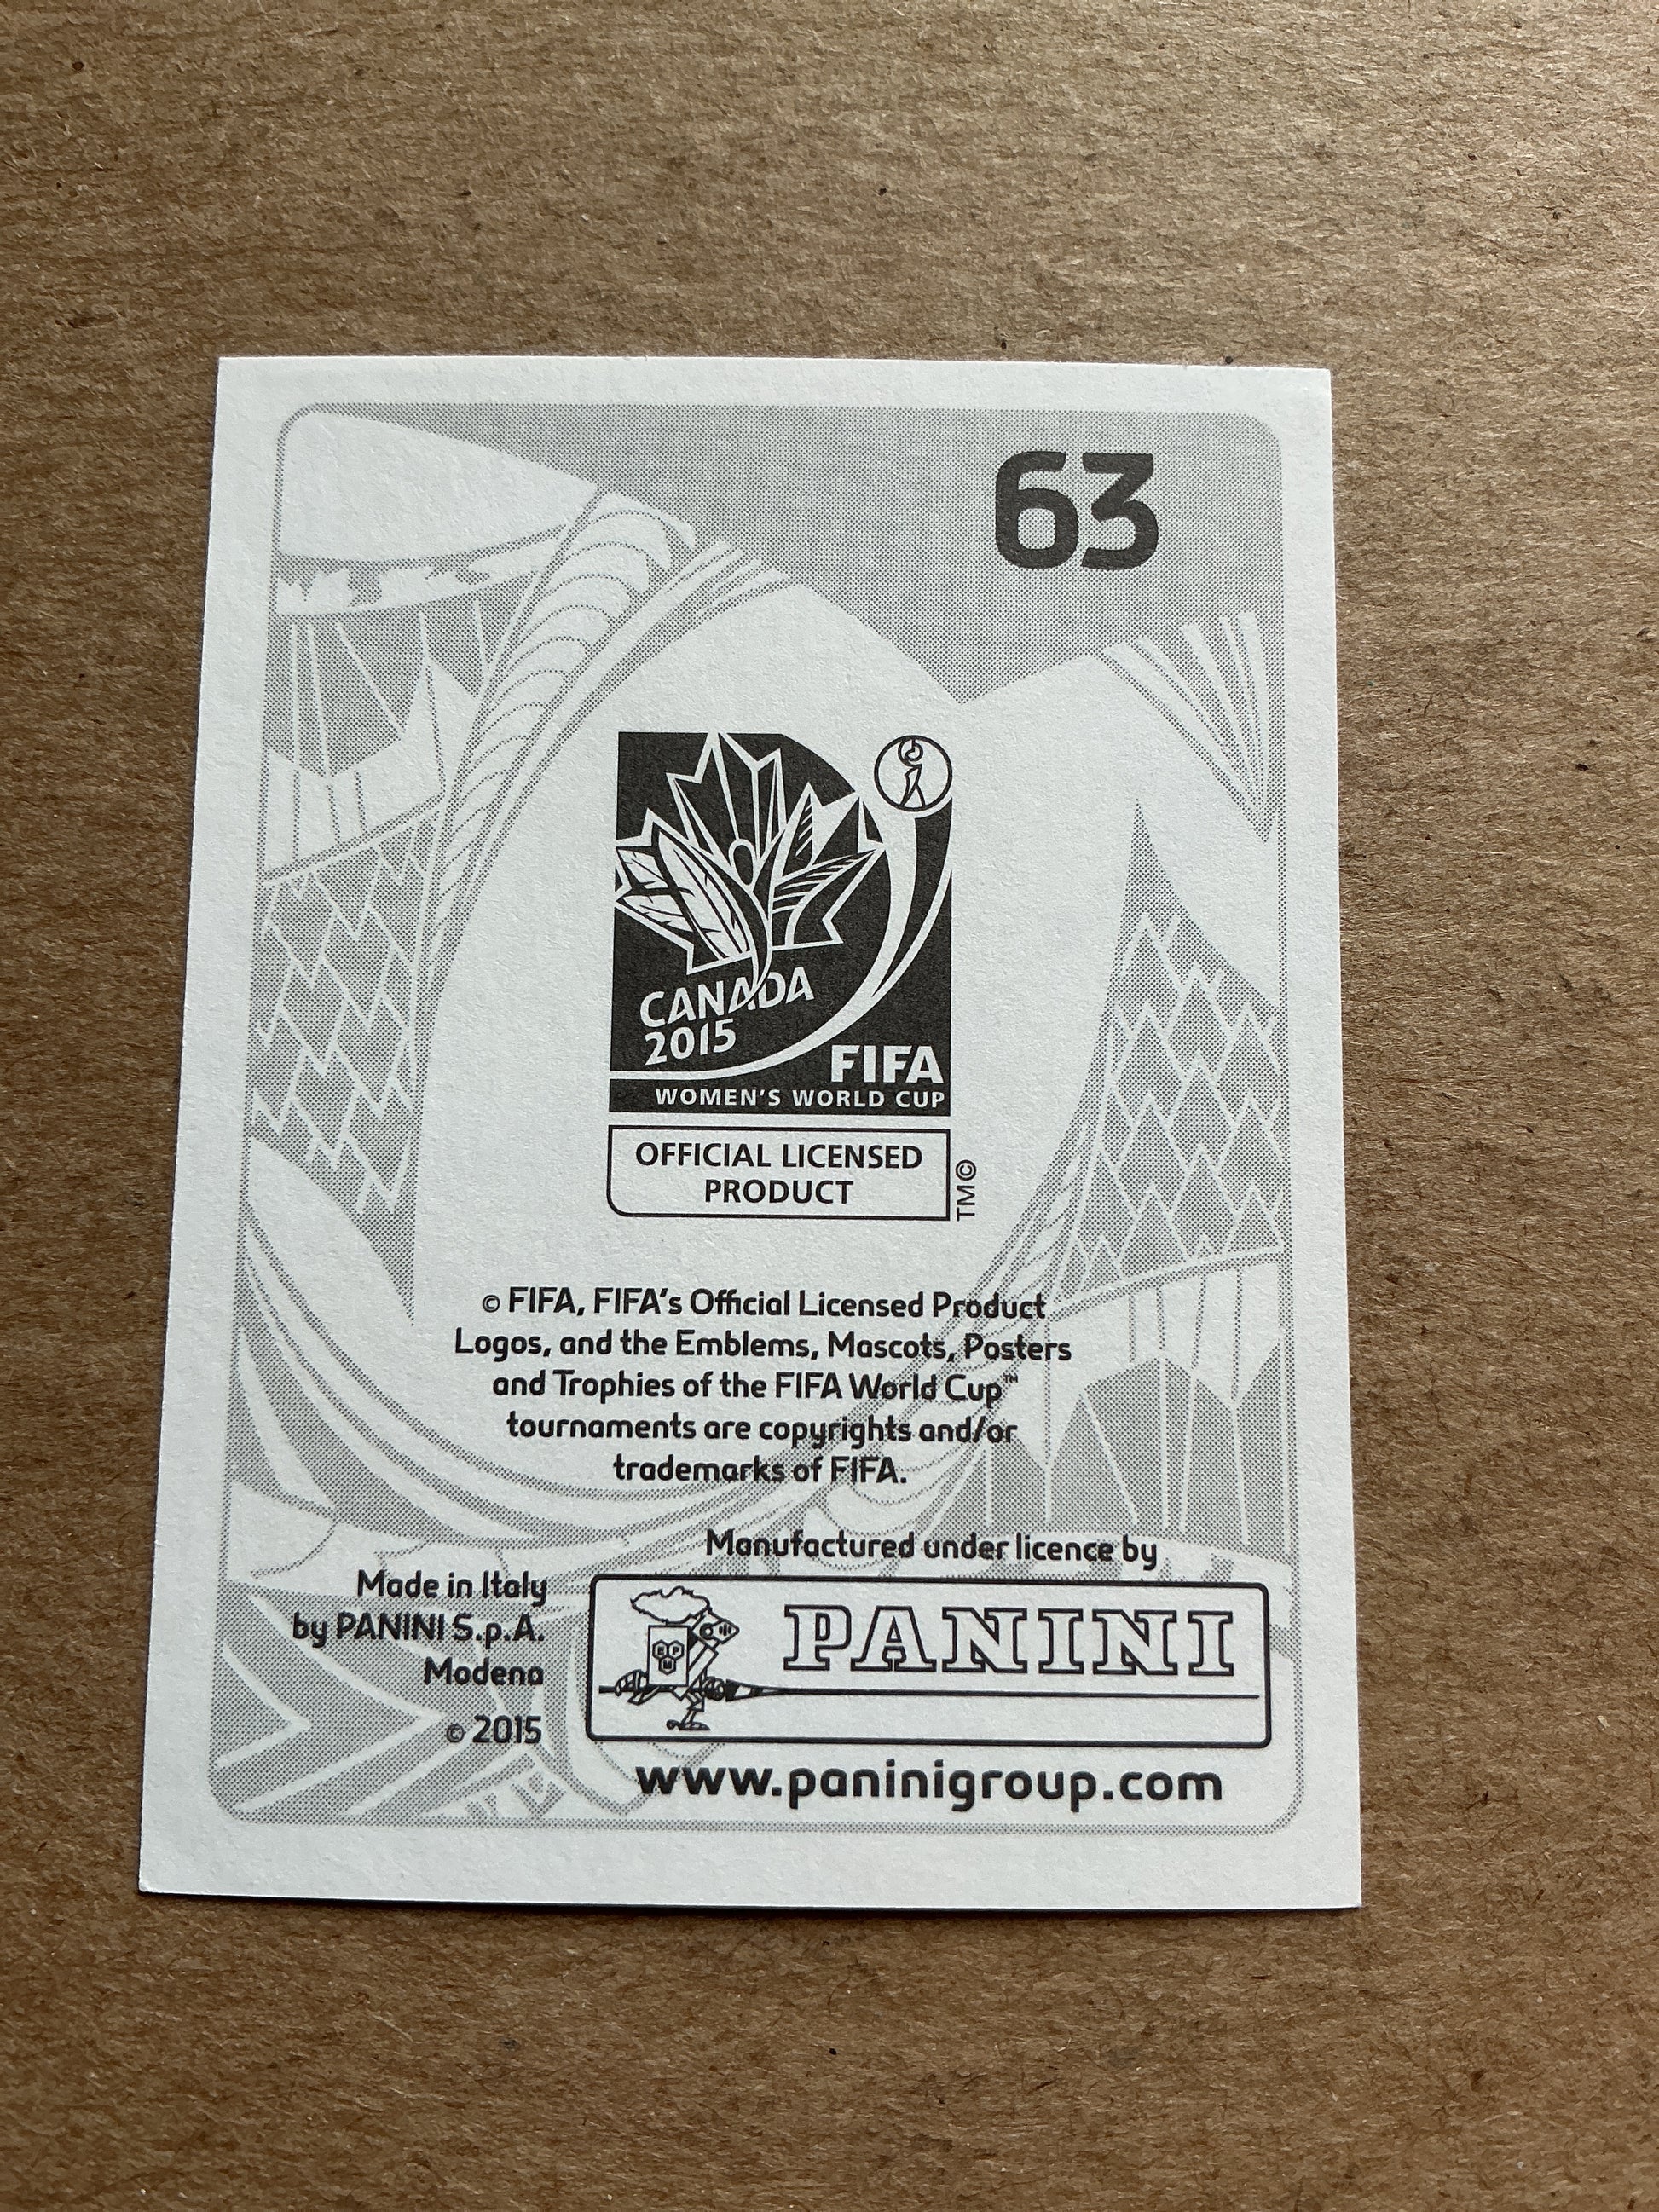 63
CANADA
2015
FIFA
WOMEN'S WORLD CUP
OFFICIAL LICENSED
PRODUCT
TM©
© FIFA, FIFA's Official Licensed Product
Logos, and the Emblems, Mascots, Posters
and Trophies of the FIFA World Cup™
tournaments are copyrights and/or
trademarks of FIFA.
Manufactured under licence by
Made in Italy
by PANINI S.p.A.
Modena
© 2015
PANINI
www.paninigroup.com